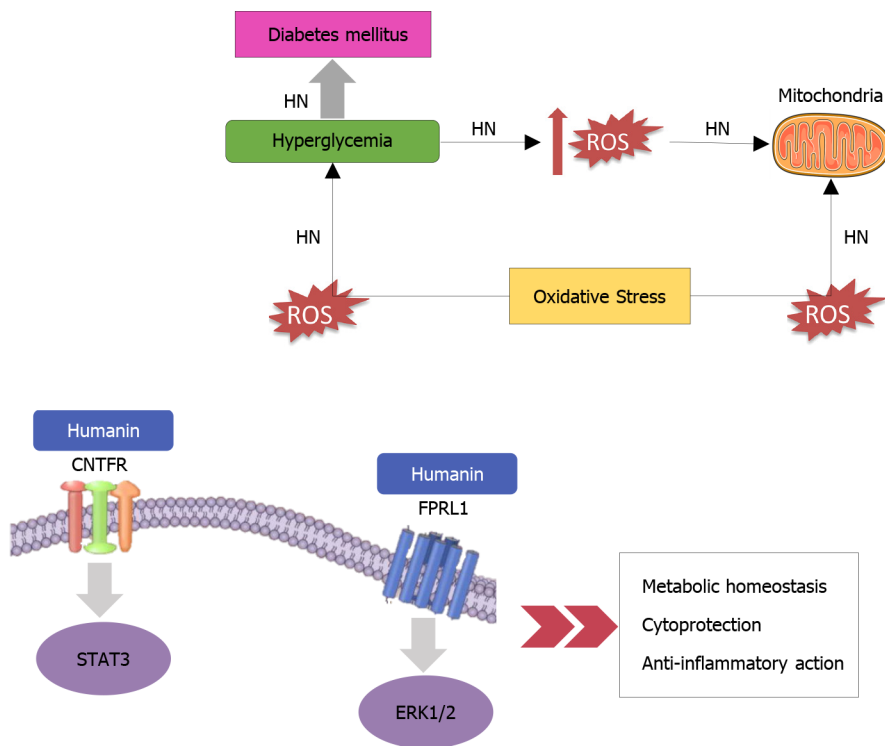 Diabetes mellitus
HN
Mitochondria
Hyperglycemia
HN
ROS
HN
HN
HN
ROS
Oxidative Stress
ROS
Humanin
CNTFR
Humanin
FPRL1
STAT3
ERK1/2
Metabolic homeostasis
Cytoprotection
Anti-inflammatory action